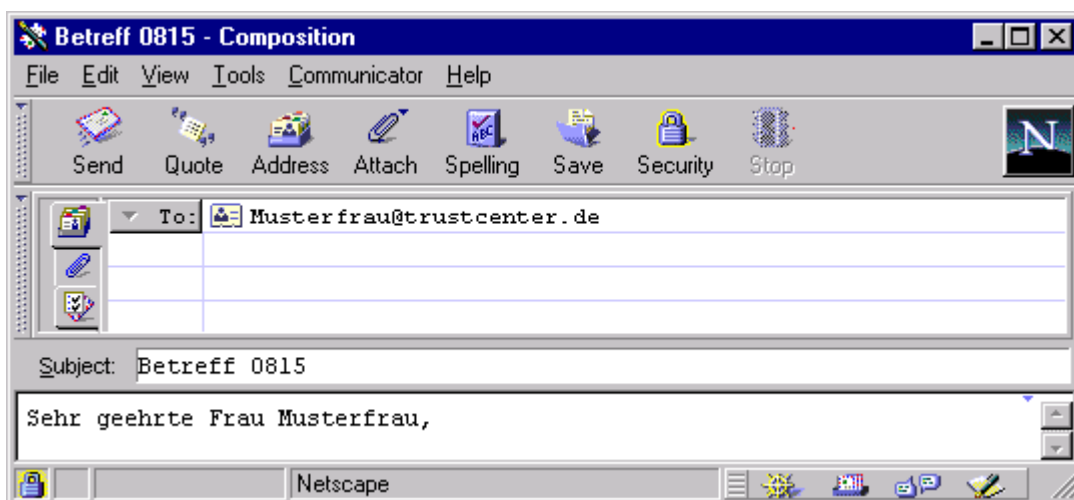 Betreff 0815 - Composition
File Edit View Tools Communicator Help
Send Quote Address Attach Spelling Save Security Stop
N
To: Musterfrau@trustcenter.de
Subject: Betreff 0815
Sehr geehrte Frau Musterfrau,
Netscape